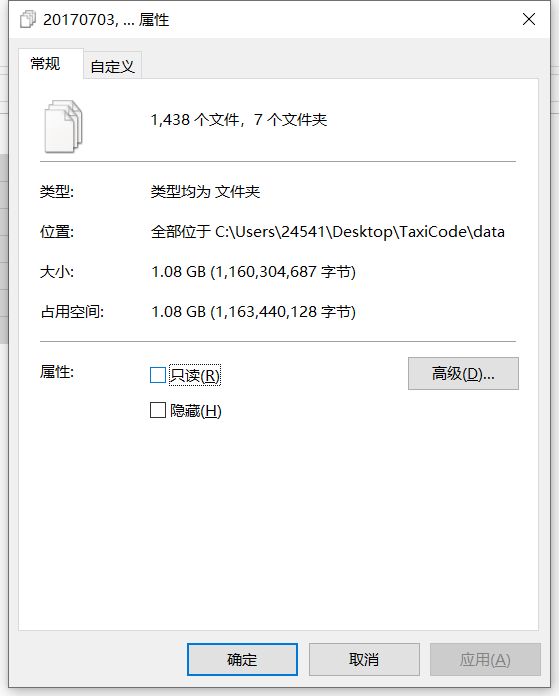 20170703, ... 属性
常规
自定义
1,438 个文件，7 个文件夹
类型: 类型均为 文件夹
位置: 全部位于 C:\Users\24541\Desktop\TaxiCode\data
大小: 1.08 GB (1,160,304,687 字节)
占用空间: 1.08 GB (1,163,440,128 字节)
属性: 只读(R) 高级(D)...
隐藏(H)
确定 取消 应用(A)